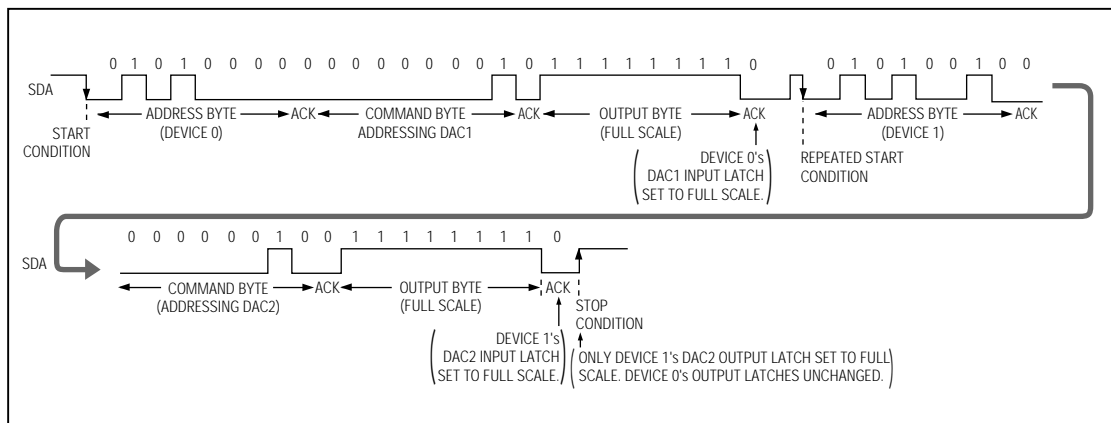 0 1 0 1 0 0 0 0 0 0 0 0 0 0 0 0 1 0 1 1 1 1 1 1 1 1 0 0 1 0 1 0 0 1 0 0
SDA
ADDRESS BYTE (DEVICE 0) ACK COMMAND BYTE ADDRESSING DAC1 ACK OUTPUT BYTE (FULL SCALE) ACK ADDRESS BYTE (DEVICE 1) ACK
START CONDITION
DEVICE 0's
DAC1 INPUT LATCH
SET TO FULL SCALE.
REPEATED START
CONDITION
0 0 0 0 0 0 1 0 0 1 1 1 1 1 1 1 1 0
SDA
COMMAND BYTE (ADDRESSING DAC2) ACK OUTPUT BYTE (FULL SCALE) ACK
STOP
CONDITION
DEVICE 1's
DAC2 INPUT LATCH
SET TO FULL SCALE.
ONLY DEVICE 1's DAC2 OUTPUT LATCH SET TO FULL
SCALE. DEVICE 0's OUTPUT LATCHES UNCHANGED.